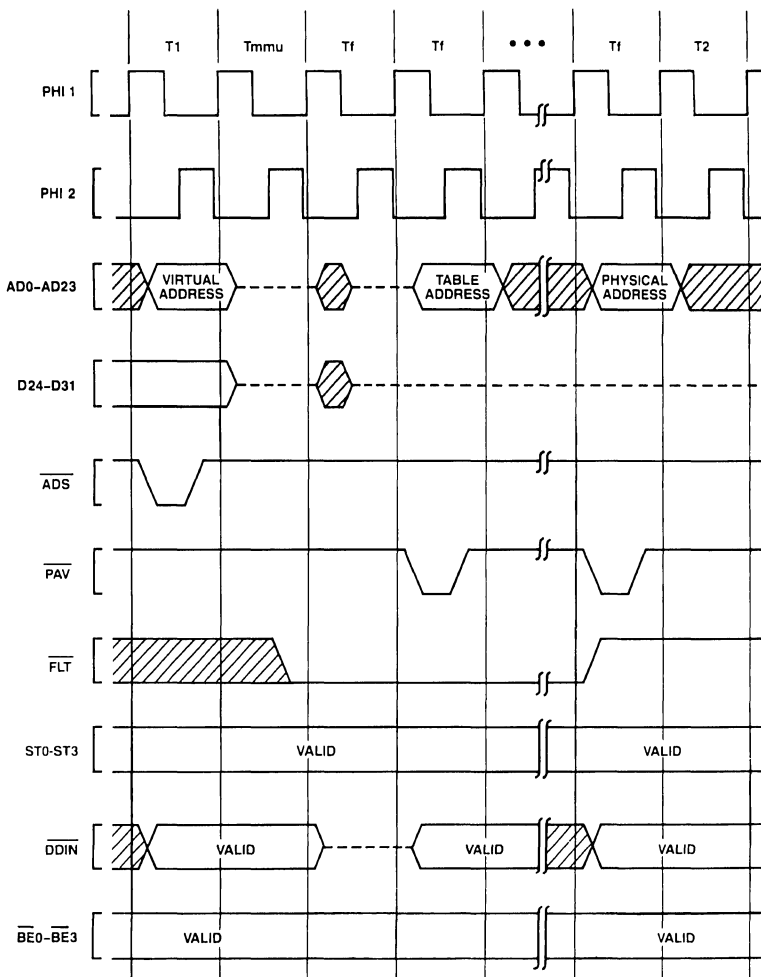 T1 Tmmu Tf Tf • • • Tf T2
PHI 1
PHI 2
AD0–AD23 VIRTUAL ADDRESS TABLE ADDRESS PHYSICAL ADDRESS
D24–D31
ADS
PAV
FLT
ST0-ST3 VALID VALID
DDIN VALID VALID VALID
BE0–BE3 VALID VALID